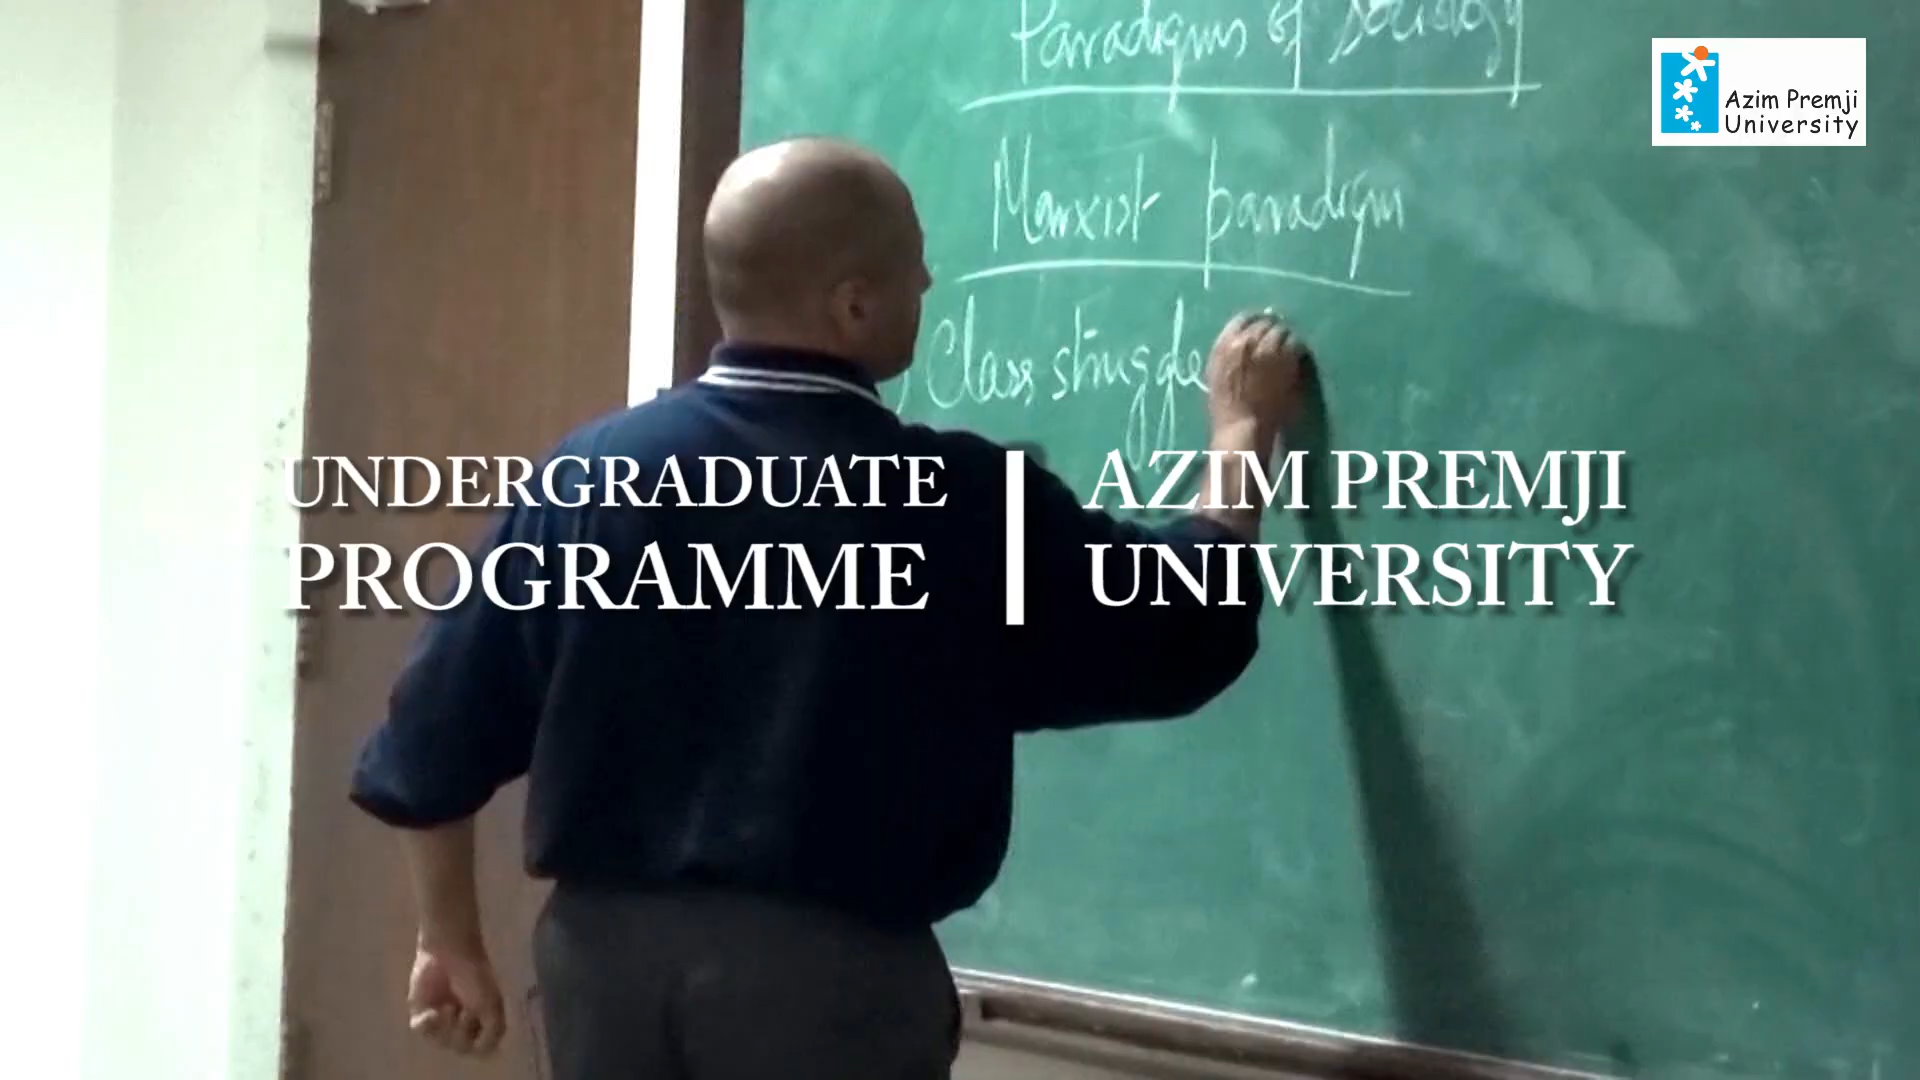 Paradigms of Sociology
Azim Premji
University
Marxist paradigm
Class struggle
UNDERGRADUATE
PROGRAMME
AZIM PREMJI
UNIVERSITY